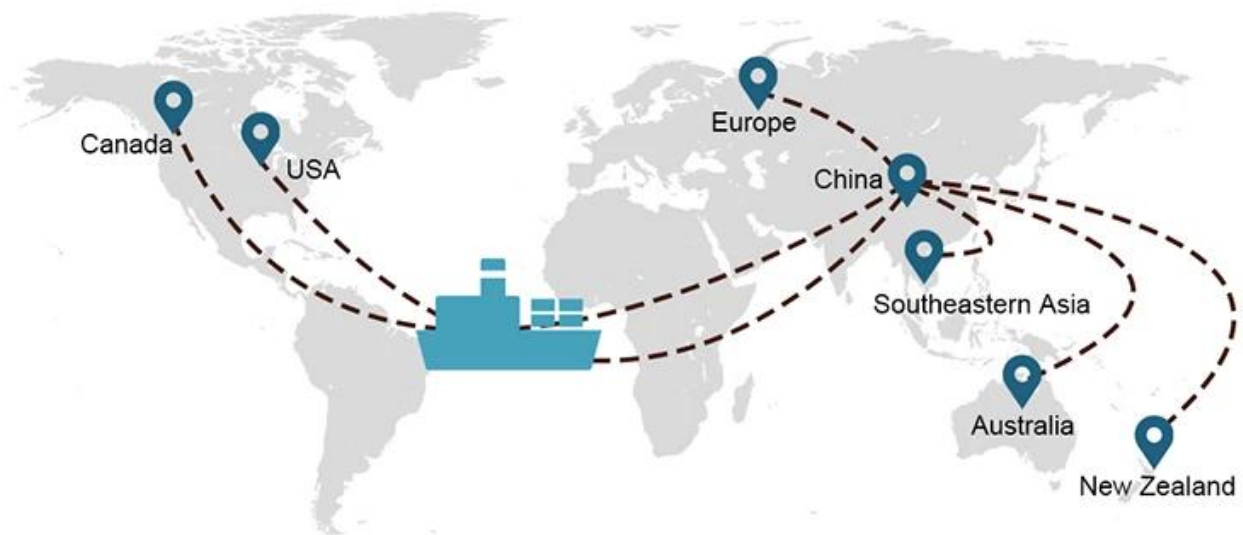 Canada
USA
Europe
China
Southeastern Asia
Australia
New Zealand